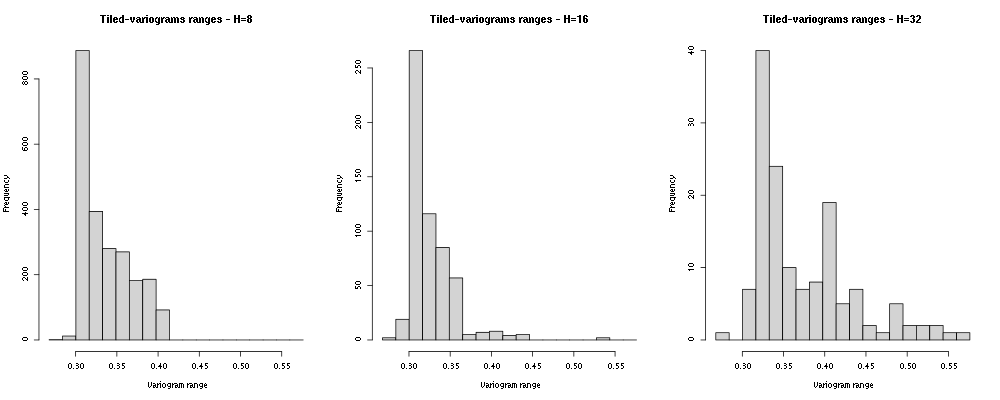 Tiled-variograms ranges - H=8
Frequency
800
600
400
200
0
0.30 0.35 0.40 0.45 0.50 0.55
Variogram range
Tiled-variograms ranges - H=16
Frequency
250
200
150
100
50
0
0.30 0.35 0.40 0.45 0.50 0.55
Variogram range
Tiled-variograms ranges - H=32
Frequency
40
30
20
10
0
0.30 0.35 0.40 0.45 0.50 0.55
Variogram range